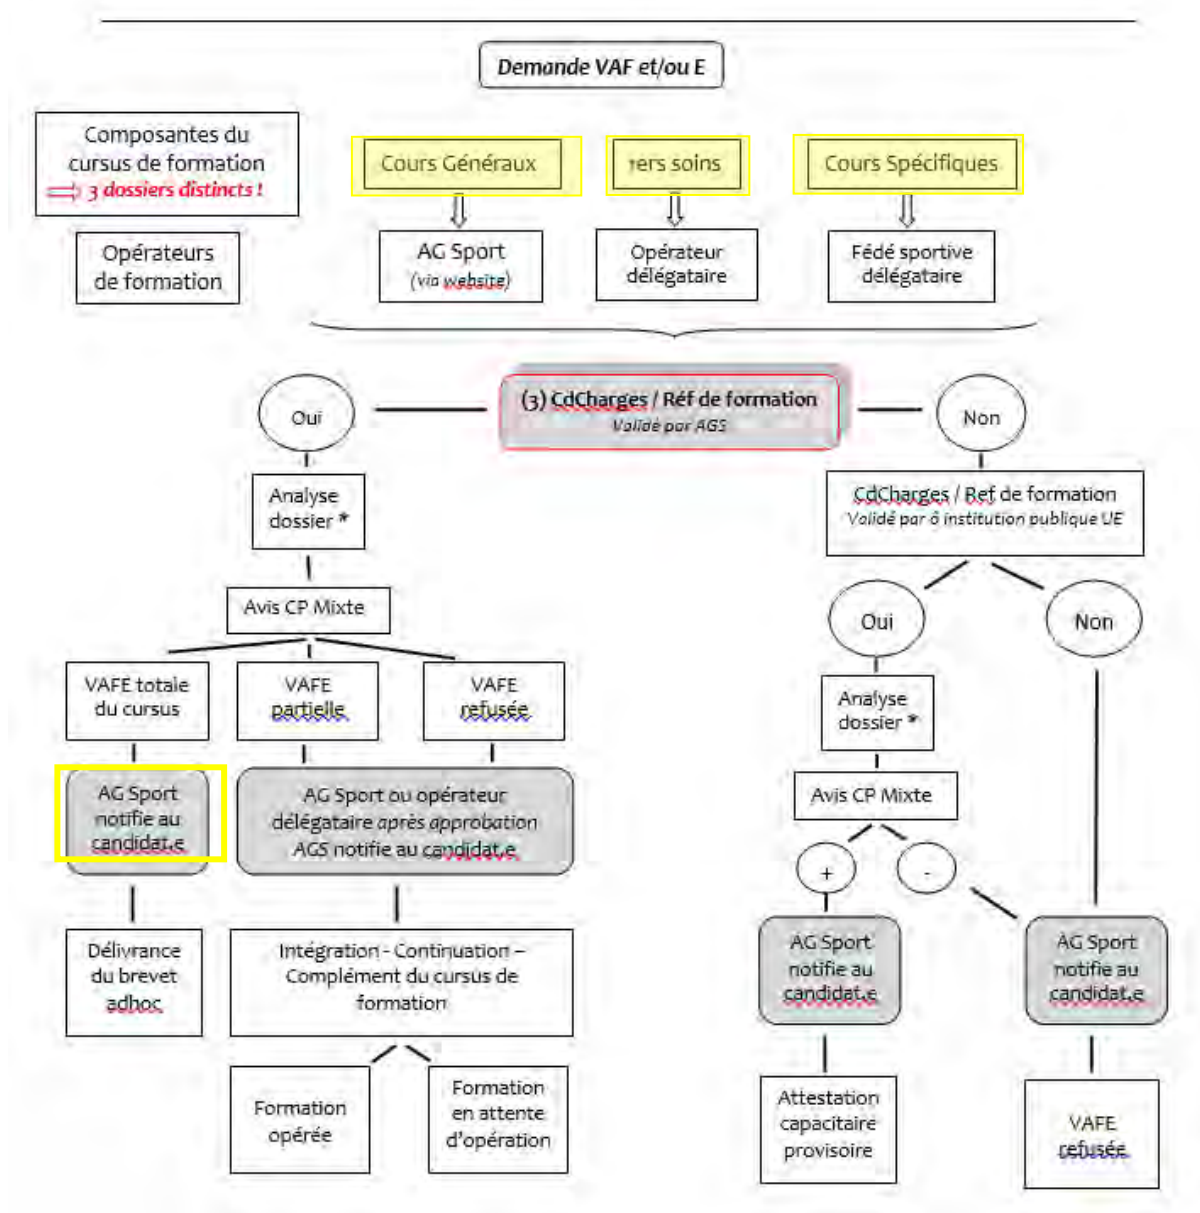 Demande VAF et/ou E
Composantes du
cursus de formation
3 dossiers distincts !
Cours Généraux
1ers soins
Cours Spécifiques
Opérateurs
de formation
AG Sport
(via website)
Opérateur
délégataire
Fédé sportive
délégataire
Oui
(3) CdCharges / Réf de formation
Validé par AGS
Non
Analyse
dossier *
CdCharges / Ref de formation
Validé par ô institution publique UE
Avis CP Mixte
Oui
Non
VAFE totale
du cursus
VAFE
partielle
VAFE
refusée
Analyse
dossier *
AG Sport
notifie au
candidat.e
AG Sport ou opérateur
délégataire après approbation
AGS notifie au candidat.e
Avis CP Mixte
+
-
Délivrance
du brevet
adhoc
Intégration - Continuation –
Complément du cursus de
formation
AG Sport
notifie au
candidat.e
AG Sport
notifie au
candidat.e
Formation
opérée
Formation
en attente
d'opération
Attestation
capacitaire
provisoire
VAFE
refusée